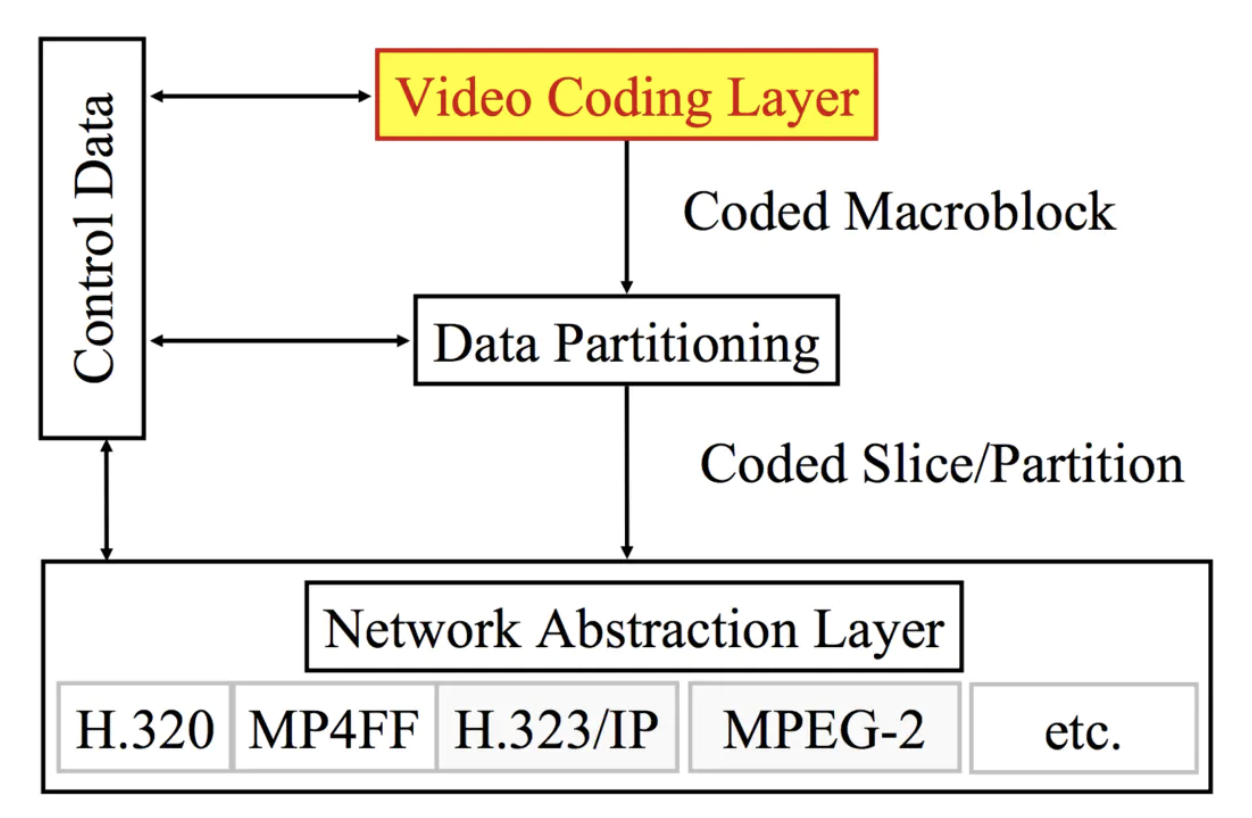 Control Data
Video Coding Layer
Coded Macroblock
Data Partitioning
Coded Slice/Partition
Network Abstraction Layer
H.320 MP4FF H.323/IP MPEG-2 etc.